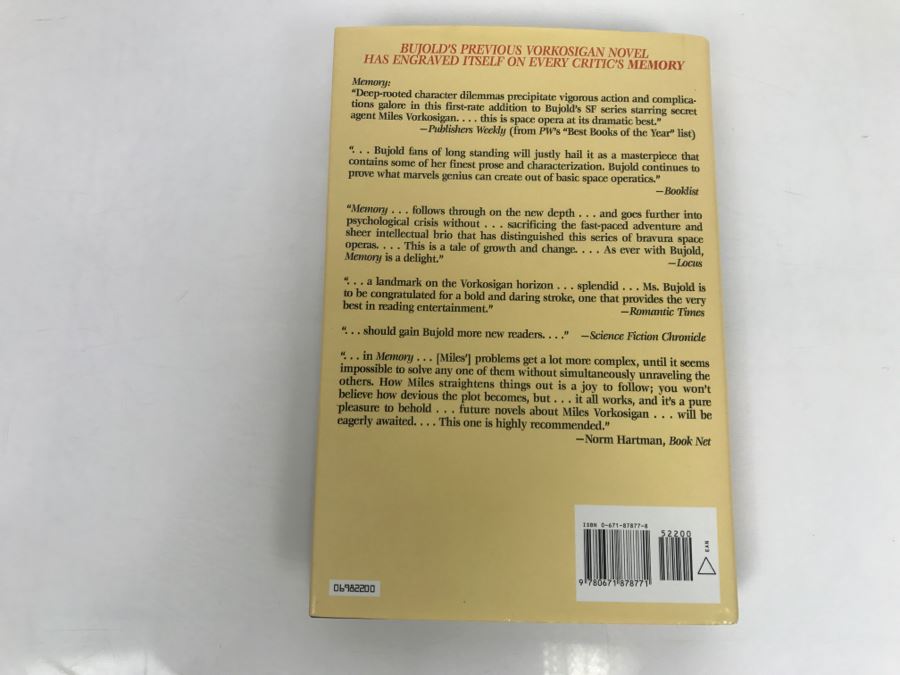 BUJOLD'S PREVIOUS VORKOSIGAN NOVEL
HAS ENGRAVED ITSELF ON EVERY CRITIC'S MEMORY
Memory:
"Deep-rooted character dilemmas precipitate vigorous action and complica-
tions galore in this first-rate addition to Bujold's SF series starring secret
agent Miles Vorkosigan. . . . this is space opera at its dramatic best."
—Publishers Weekly (from PW's "Best Books of the Year" list)
". . . Bujold fans of long standing will justly hail it as a masterpiece that
contains some of her finest prose and characterization. Bujold continues to
prove what marvels genius can create out of basic space operatics."
—Booklist
"Memory . . . follows through on the new depth . . . and goes further into
psychological crisis without . . . sacrificing the fast-paced adventure and
sheer intellectual brio that has distinguished this series of bravura space
operas. . . . This is a tale of growth and change. . . . As ever with Bujold,
Memory is a delight." —Locus
". . . a landmark on the Vorkosigan horizon . . . splendid . . . Ms. Bujold is
to be congratulated for a bold and daring stroke, one that provides the very
best in reading entertainment." —Romantic Times
". . . should gain Bujold more new readers. . . ." —Science Fiction Chronicle
". . . in Memory . . . [Miles'] problems get a lot more complex, until it seems
impossible to solve any one of them without simultaneously unraveling the
others. How Miles straightens things out is a joy to follow; you won't
believe how devious the plot becomes, but . . . it all works, and it's a pure
pleasure to behold . . . future novels about Miles Vorkosigan . . . will be
eagerly awaited. . . . This one is highly recommended."
—Norm Hartman, Book Net
ISBN 0-671-87877-8
52200
EAN
9 780671 878771
06982200